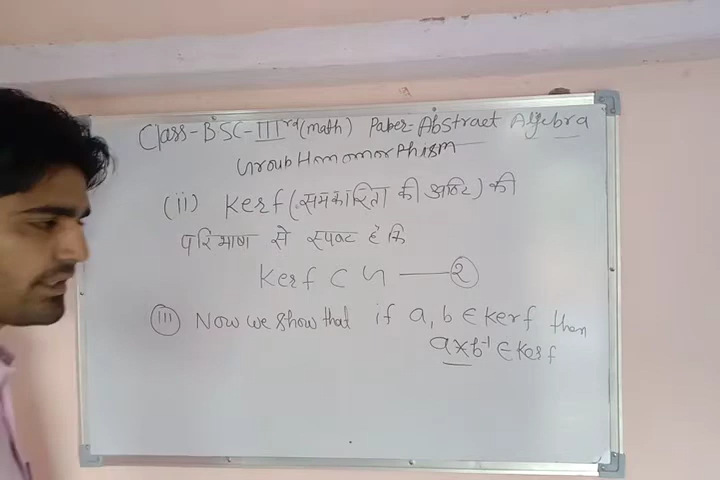 Class-BSC-IIIrd (math) Paper-Abstract Algebra
Group Homomorphism
(ii) Kerf (समकारिता की अष्टि) की
परिभाषा से स्पष्ट है कि
Kerf ⊂ G — 2
(III) Now we show that if a, b ∈ kerf then
a * b⁻¹ ∈ Kerf